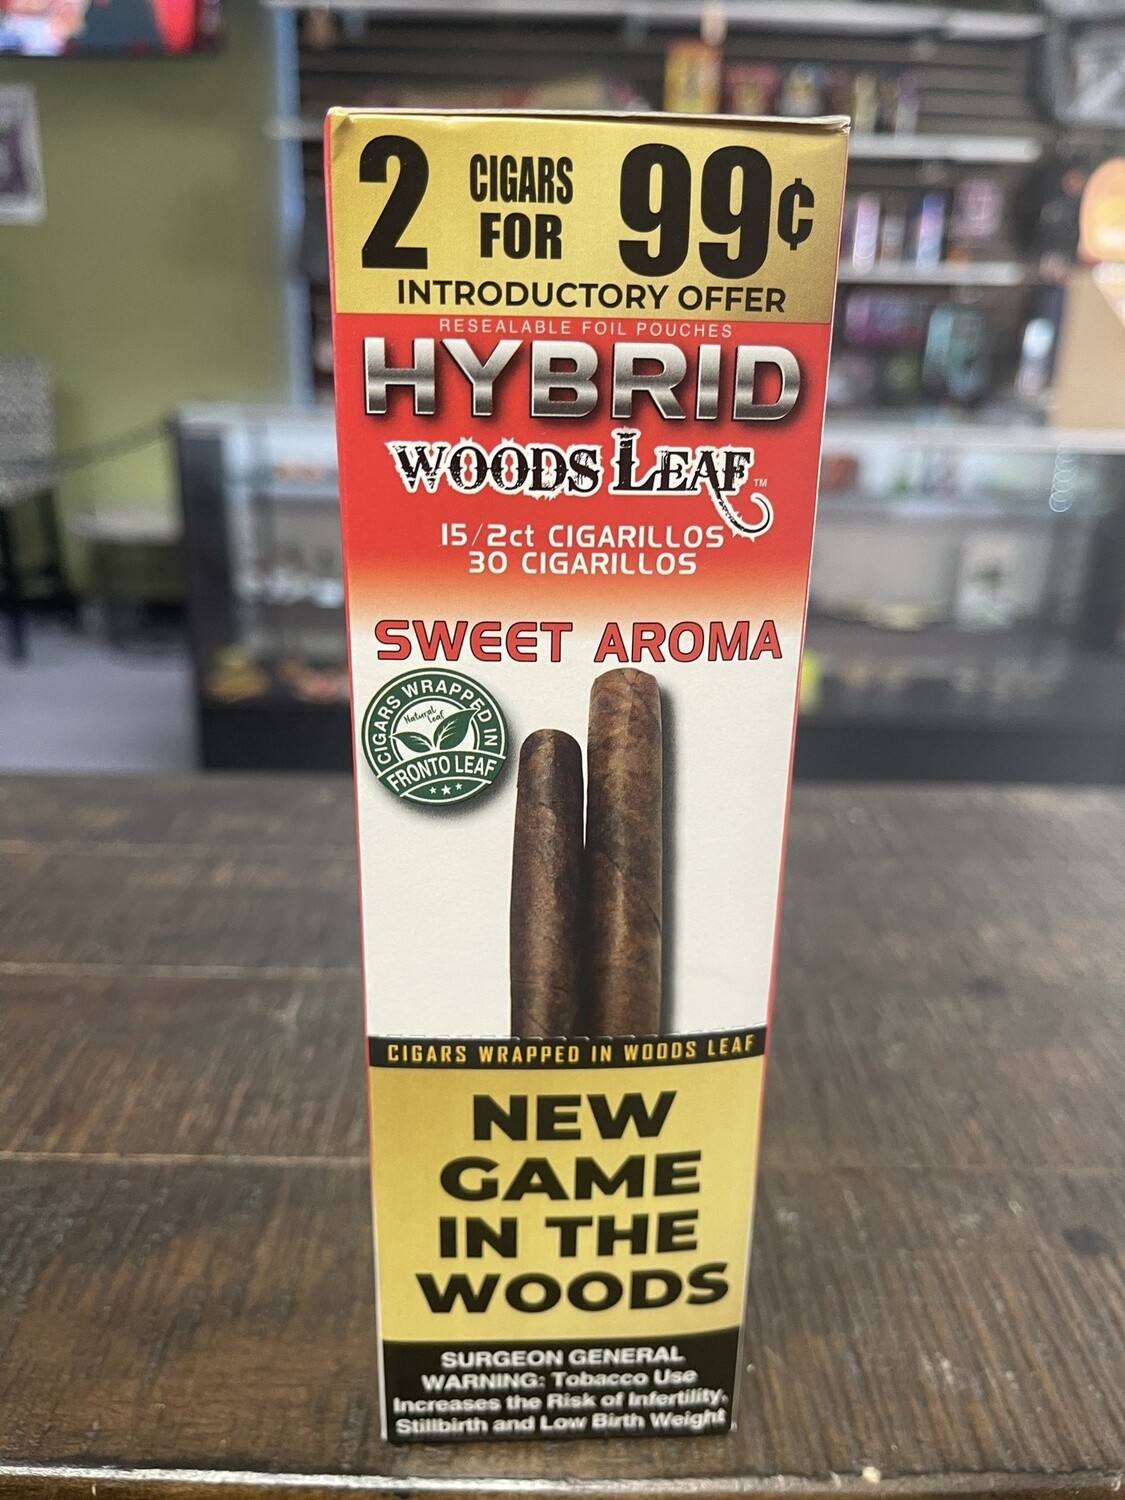 2 CIGARS FOR 99¢
INTRODUCTORY OFFER
RESEALABLE FOIL POUCHES
HYBRID
WOODS LEAF™
15/2ct CIGARILLOS
30 CIGARILLOS
SWEET AROMA
CIGARS WRAPPED IN
Natural
Leaf
FRONTO LEAF
CIGARS WRAPPED IN WOODS LEAF
NEW
GAME
IN THE
WOODS
SURGEON GENERAL
WARNING: Tobacco Use
Increases the Risk of Infertility,
Stillbirth and Low Birth Weight